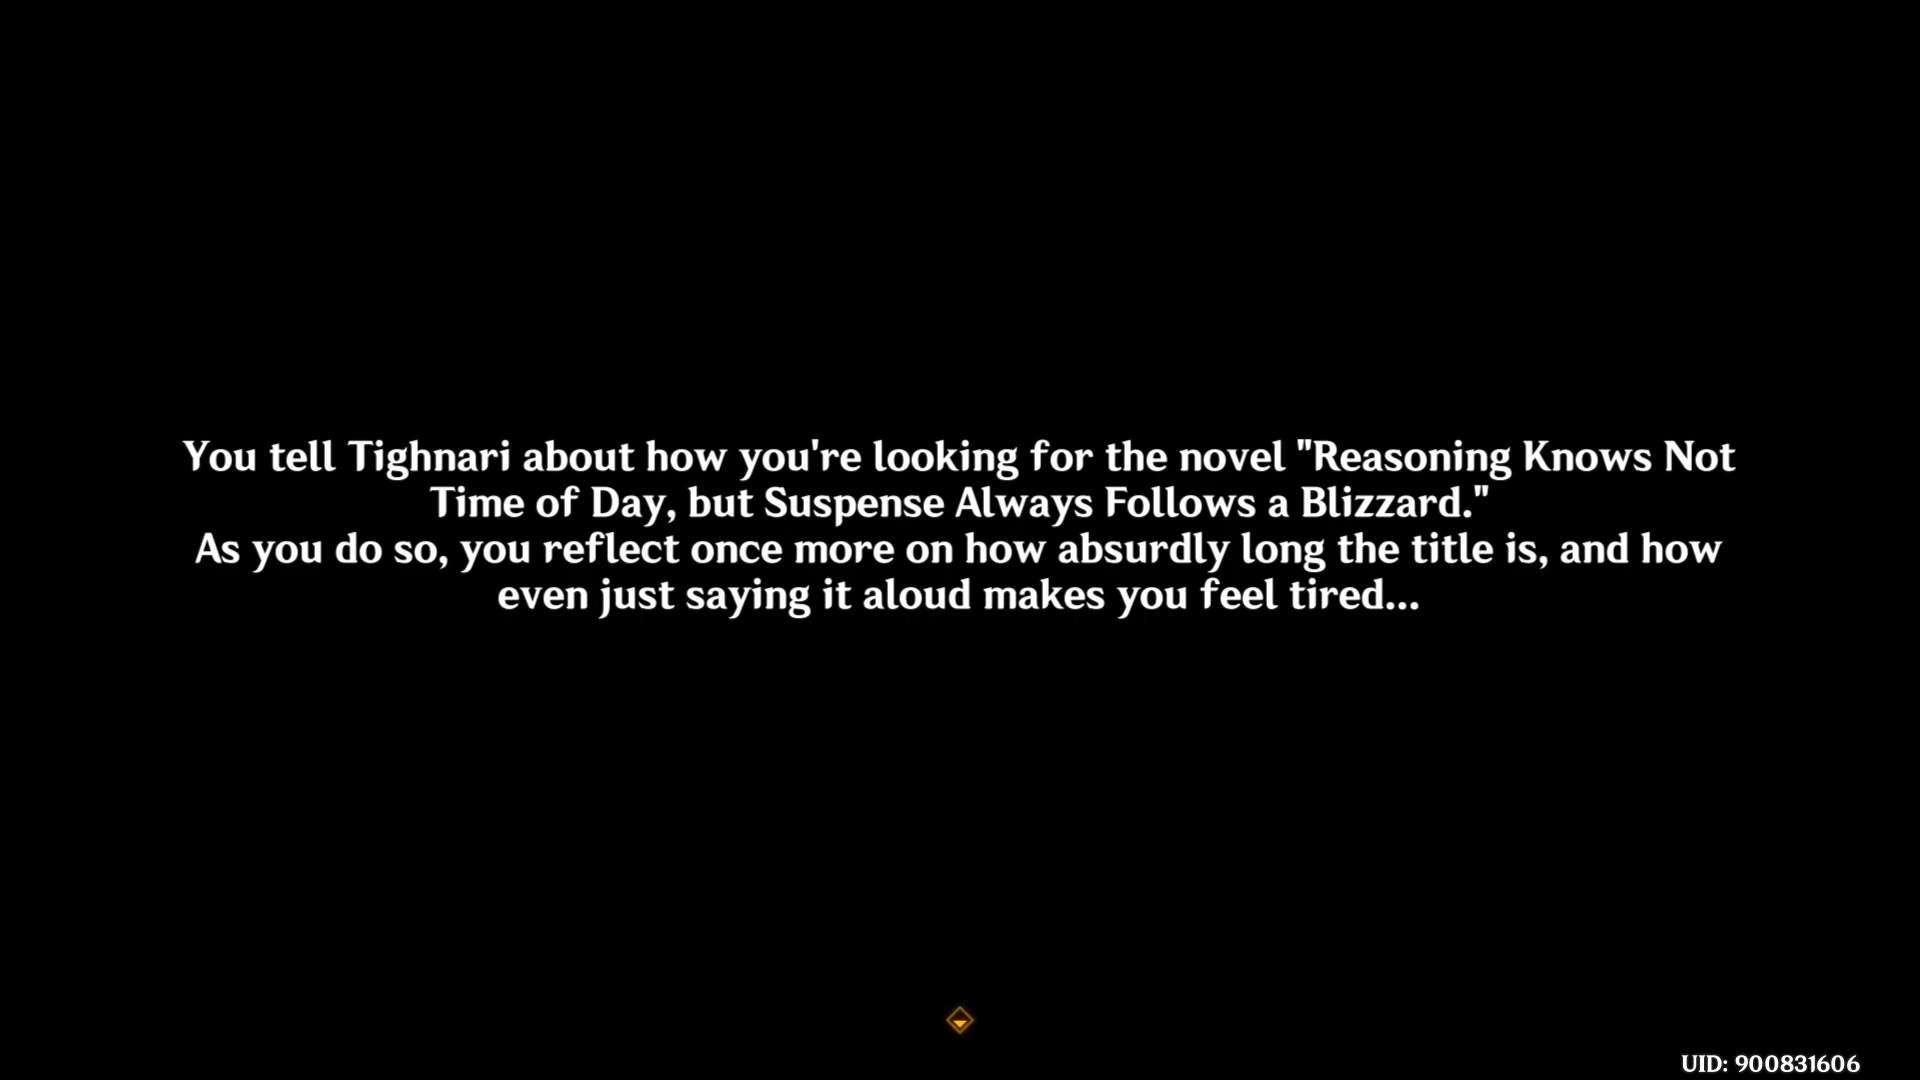 You tell Tighnari about how you're looking for the novel "Reasoning Knows Not
Time of Day, but Suspense Always Follows a Blizzard."
As you do so, you reflect once more on how absurdly long the title is, and how
even just saying it aloud makes you feel tired...
UID: 900831606